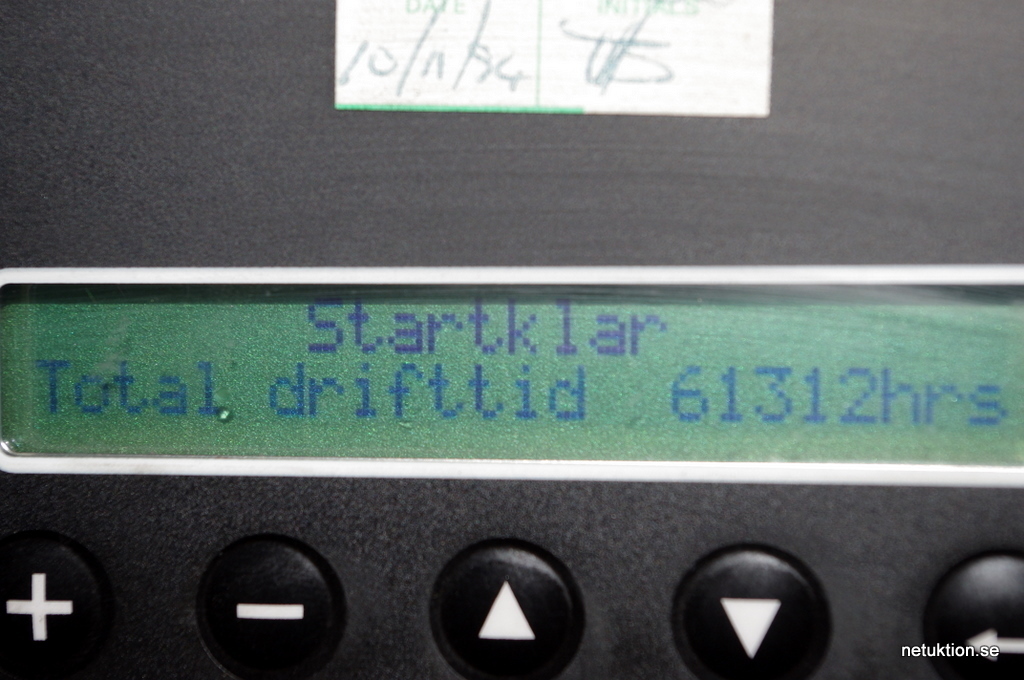 DATE INITIALS
10/11/94
Startklar
Total drifttid 61312hrs
netuktion.se